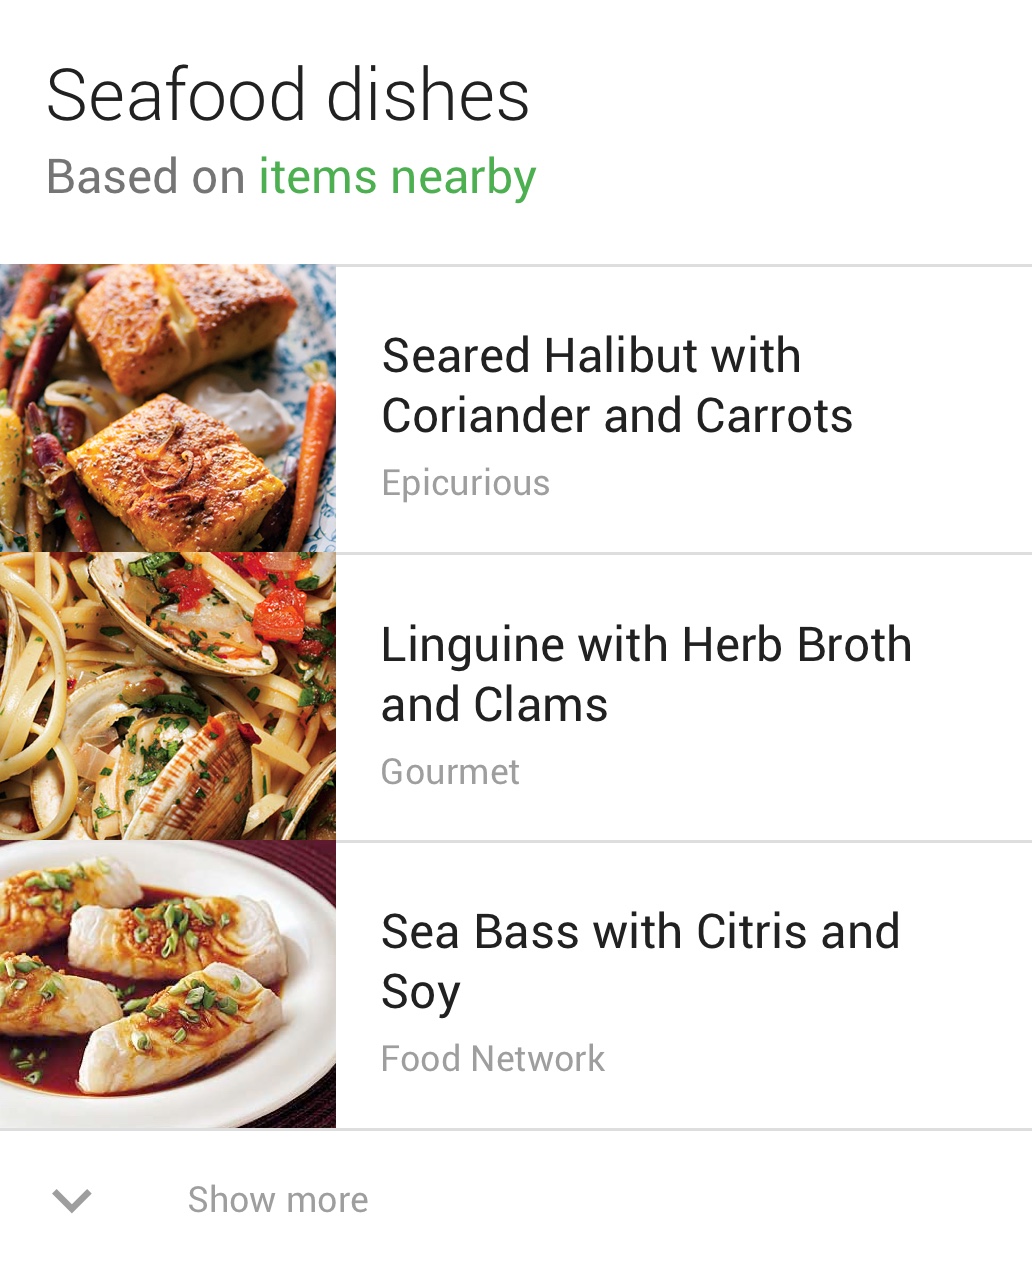 Seafood dishes
Based on items nearby
Seared Halibut with
Coriander and Carrots
Epicurious
Linguine with Herb Broth
and Clams
Gourmet
Sea Bass with Citris and
Soy
Food Network
Show more